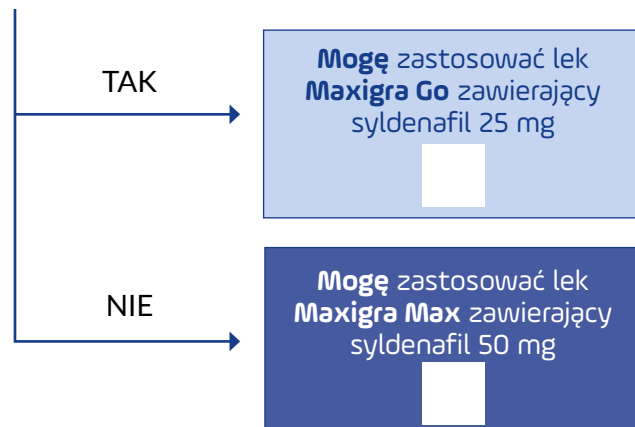 TAK
Mogę zastosować lek
Maxigra Go zawierający
syldenafil 25 mg
NIE
Mogę zastosować lek
Maxigra Max zawierający
syldenafil 50 mg